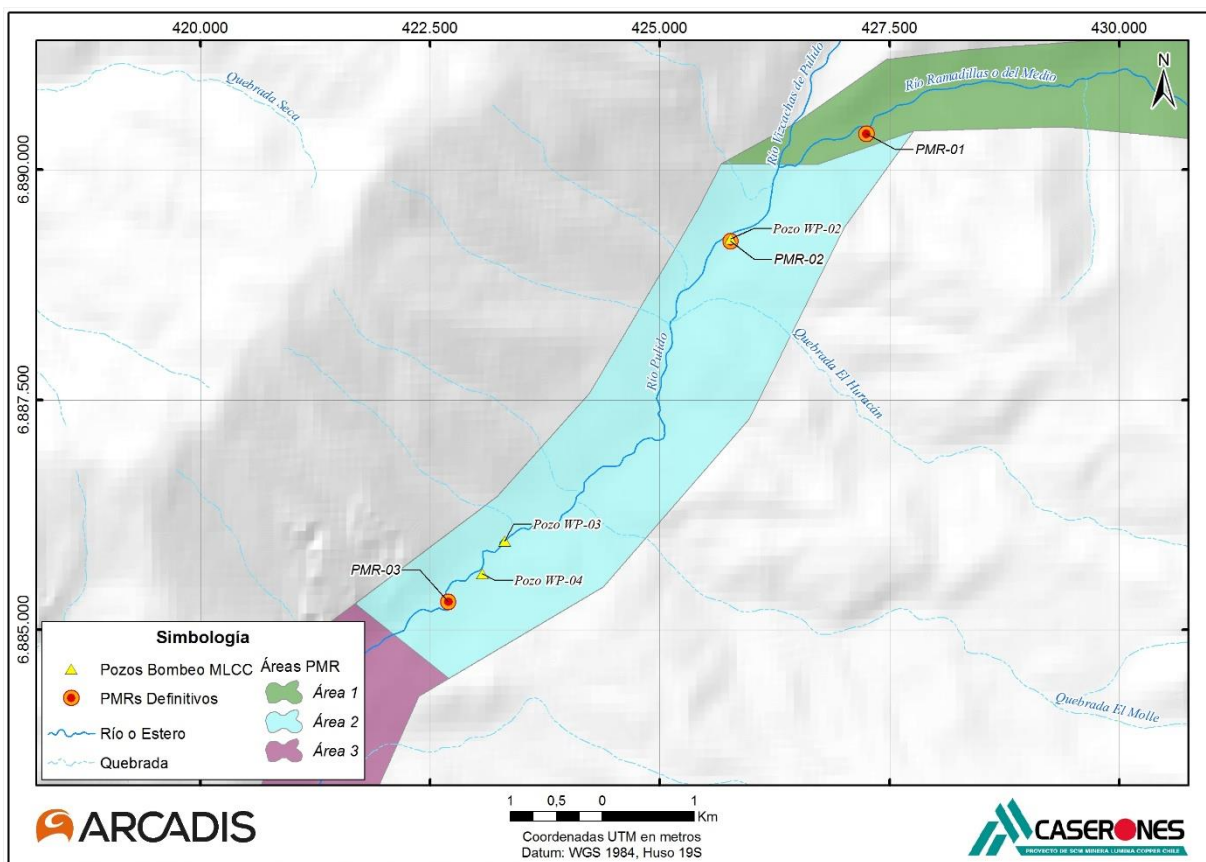 420.000
422.500
425.000
427.500
430.000
N
Quebrada Seca
Río Vizcachas de Pulido
Río Ramadillas o del Medio
PMR-01
6.890.000
Pozo WP-02
PMR-02
Río Pulido
Quebrada El Huracán
6.887.500
Pozo WP-03
PMR-03
Pozo WP-04
6.885.000
Quebrada El Molle
Simbología
Pozos Bombeo MLCC
PMRs Definitivos
Río o Estero
Quebrada
Áreas PMR
Área 1
Área 2
Área 3
ARCADIS
1 0,5 0 1
Km
Coordenadas UTM en metros
Datum: WGS 1984, Huso 19S
CASERONES
PROYECTO DE SCM MINERA LUMINA COPPER CHILE